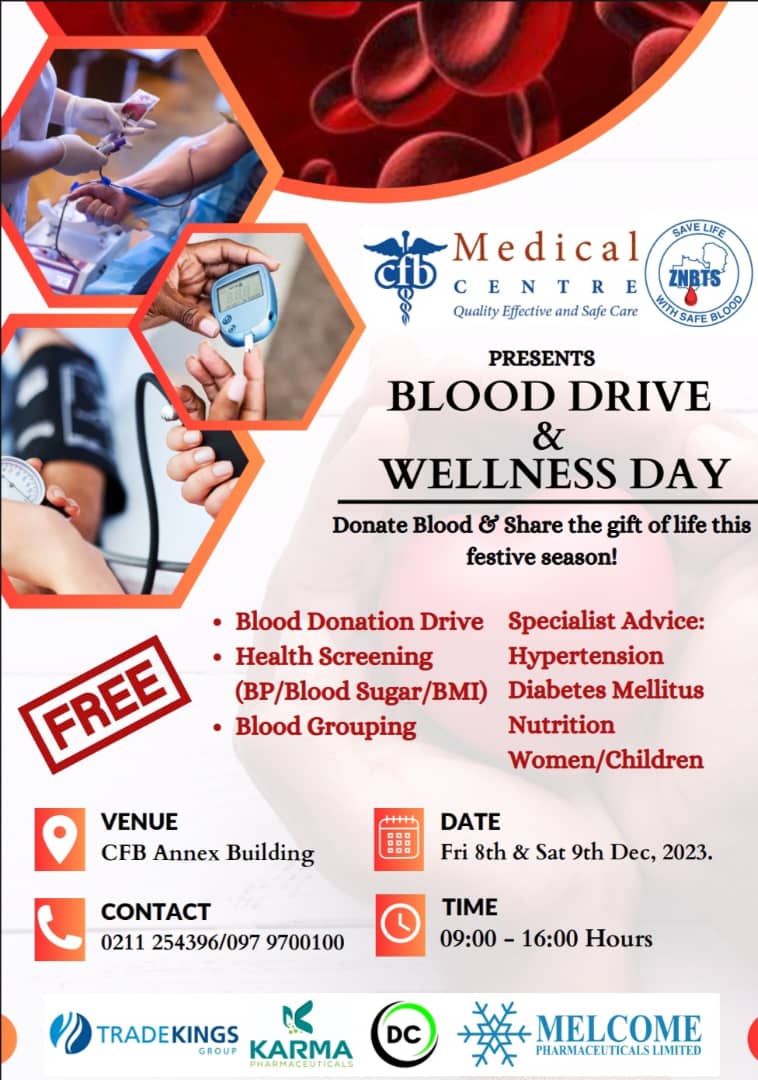 cfb Medical
CENTRE
Quality Effective and Safe Care
SAVE LIFE
ZNBTS
WITH SAFE BLOOD
PRESENTS
BLOOD DRIVE
&
WELLNESS DAY
Donate Blood & Share the gift of life this
festive season!
FREE
• Blood Donation Drive
• Health Screening
(BP/Blood Sugar/BMI)
• Blood Grouping
Specialist Advice:
Hypertension
Diabetes Mellitus
Nutrition
Women/Children
VENUE
CFB Annex Building
DATE
Fri 8th & Sat 9th Dec, 2023.
CONTACT
0211 254396/097 9700100
TIME
09:00 – 16:00 Hours
TRADEKINGS
GROUP
KARMA
PHARMACEUTICALS
DC
MELCOME
PHARMACEUTICALS LIMITED